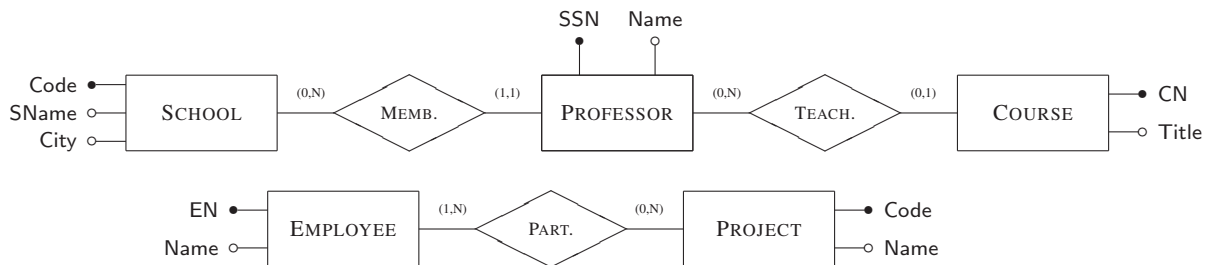 SSN Name
Code
SName
City
SCHOOL (0,N) MEMB. (1,1) PROFESSOR (0,N) TEACH. (0,1) COURSE
CN
Title
EN
Name
EMPLOYEE (1,N) PART. (0,N) PROJECT
Code
Name